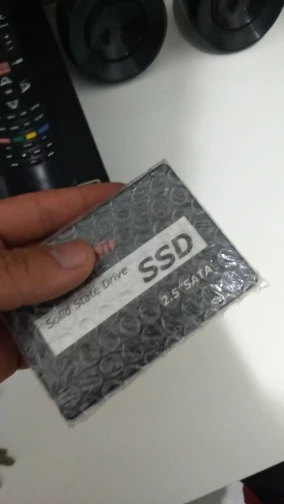 Solid State Drive
SSD
2.5"SATA